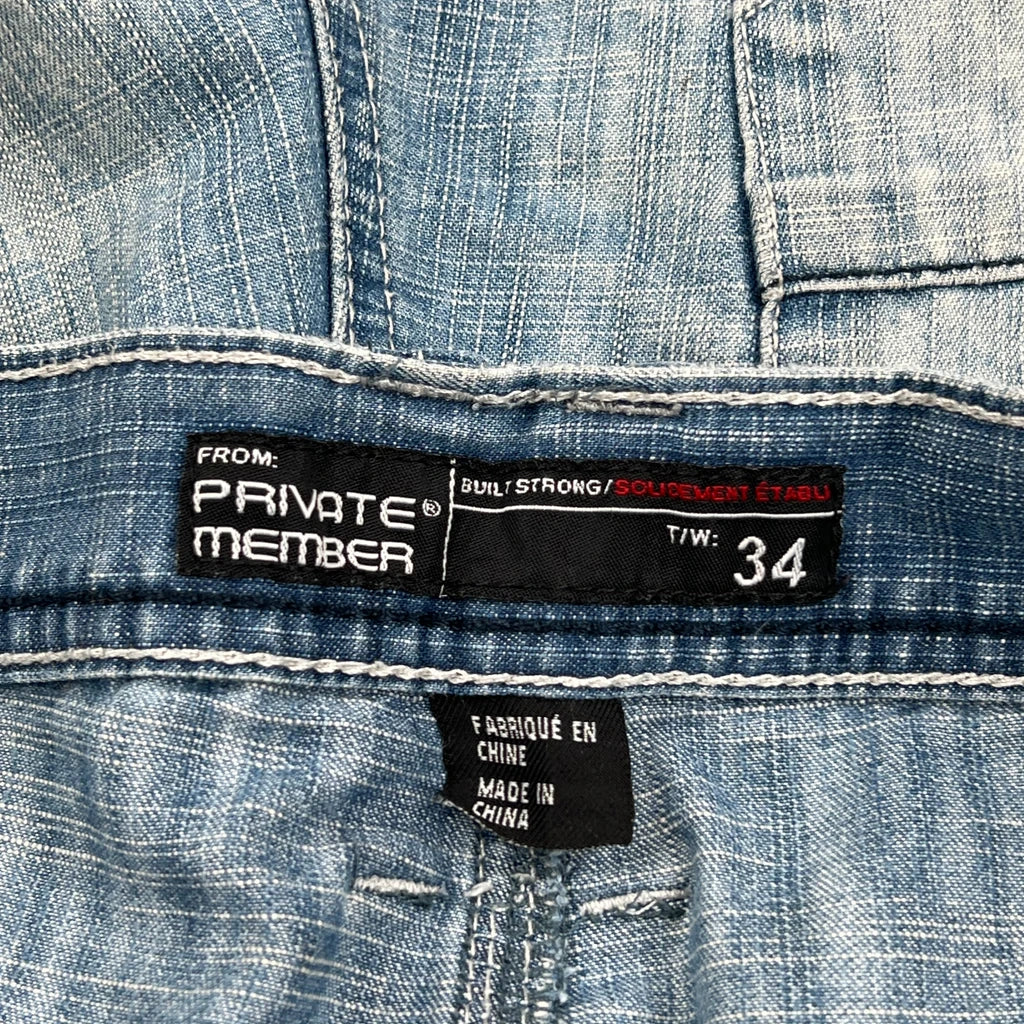 FROM:
PRIVATE®
MEMBER
BUILT STRONG/SOLIDEMENT ÉTABLI
T/W: 34
FABRIQUÉ EN
CHINE
MADE IN
CHINA